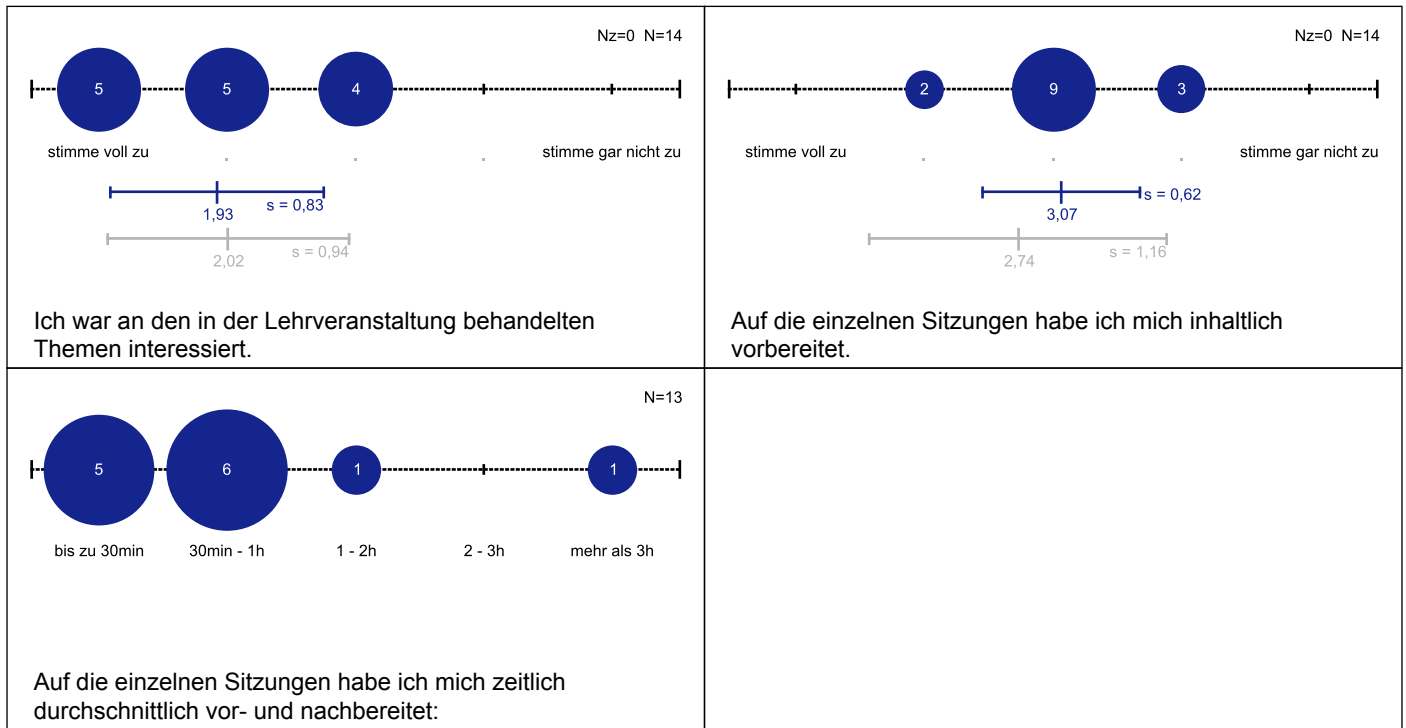 Nz=0 N=14
5 5 4
stimme voll zu . . . stimme gar nicht zu
s = 0,83
1,93
s = 0,94
2,02
Ich war an den in der Lehrveranstaltung behandelten
Themen interessiert.
Nz=0 N=14
2 9 3
stimme voll zu . . . stimme gar nicht zu
s = 0,62
3,07
s = 1,16
2,74
Auf die einzelnen Sitzungen habe ich mich inhaltlich
vorbereitet.
N=13
5 6 1 1
bis zu 30min 30min - 1h 1 - 2h 2 - 3h mehr als 3h
Auf die einzelnen Sitzungen habe ich mich zeitlich
durchschnittlich vor- und nachbereitet: